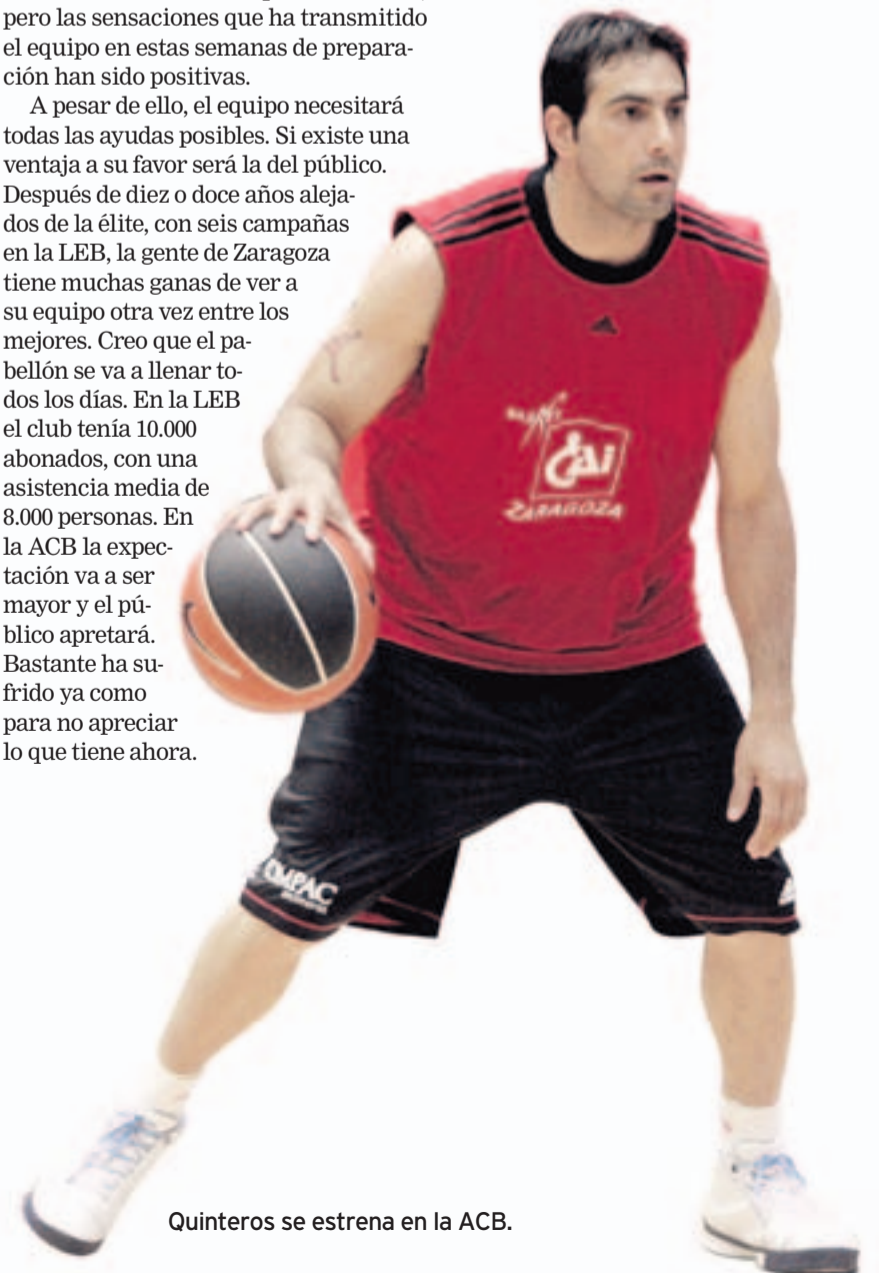 pero las sensaciones que ha transmitido
el equipo en estas semanas de prepara-
ción han sido positivas.
A pesar de ello, el equipo necesitará
todas las ayudas posibles. Si existe una
ventaja a su favor será la del público.
Después de diez o doce años aleja-
dos de la élite, con seis campañas
en la LEB, la gente de Zaragoza
tiene muchas ganas de ver a
su equipo otra vez entre los
mejores. Creo que el pa-
bellón se va a llenar to-
dos los días. En la LEB
el club tenía 10.000
abonados, con una
asistencia media de
8.000 personas. En
la ACB la expec-
tación va a ser
mayor y el pú-
blico apretará.
Bastante ha su-
frido ya como
para no apreciar
lo que tiene ahora.
CAi
ZARAGOZA
OMPAC
Quinteros se estrena en la ACB.